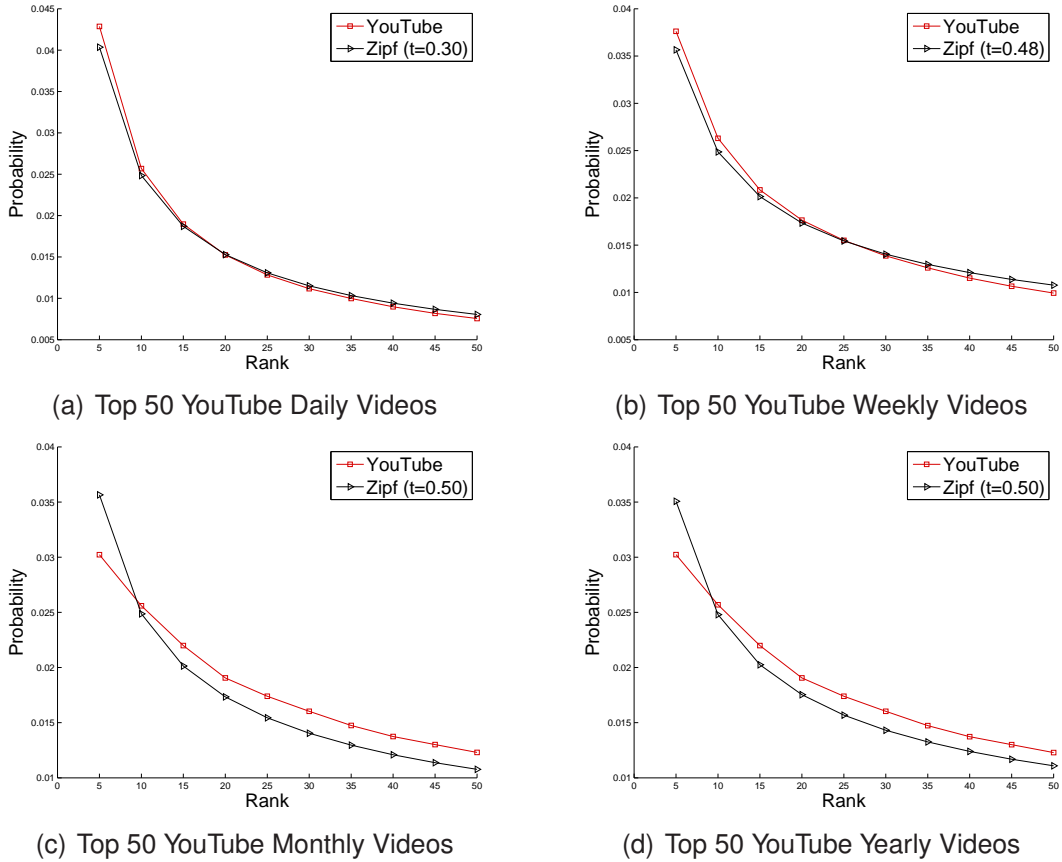 0.045
0.04
0.035
0.03
0.025
0.02
0.015
0.01
0.005
Probability
0 5 10 15 20 25 30 35 40 45 50
Rank
YouTube
Zipf (t=0.30)
(a) Top 50 YouTube Daily Videos
0.04
0.035
0.03
0.025
0.02
0.015
0.01
0.005
Probability
0 5 10 15 20 25 30 35 40 45 50
Rank
YouTube
Zipf (t=0.48)
(b) Top 50 YouTube Weekly Videos
0.04
0.035
0.03
0.025
0.02
0.015
0.01
Probability
0 5 10 15 20 25 30 35 40 45 50
Rank
YouTube
Zipf (t=0.50)
(c) Top 50 YouTube Monthly Videos
0.04
0.035
0.03
0.025
0.02
0.015
0.01
Probability
0 5 10 15 20 25 30 35 40 45 50
Rank
YouTube
Zipf (t=0.50)
(d) Top 50 YouTube Yearly Videos